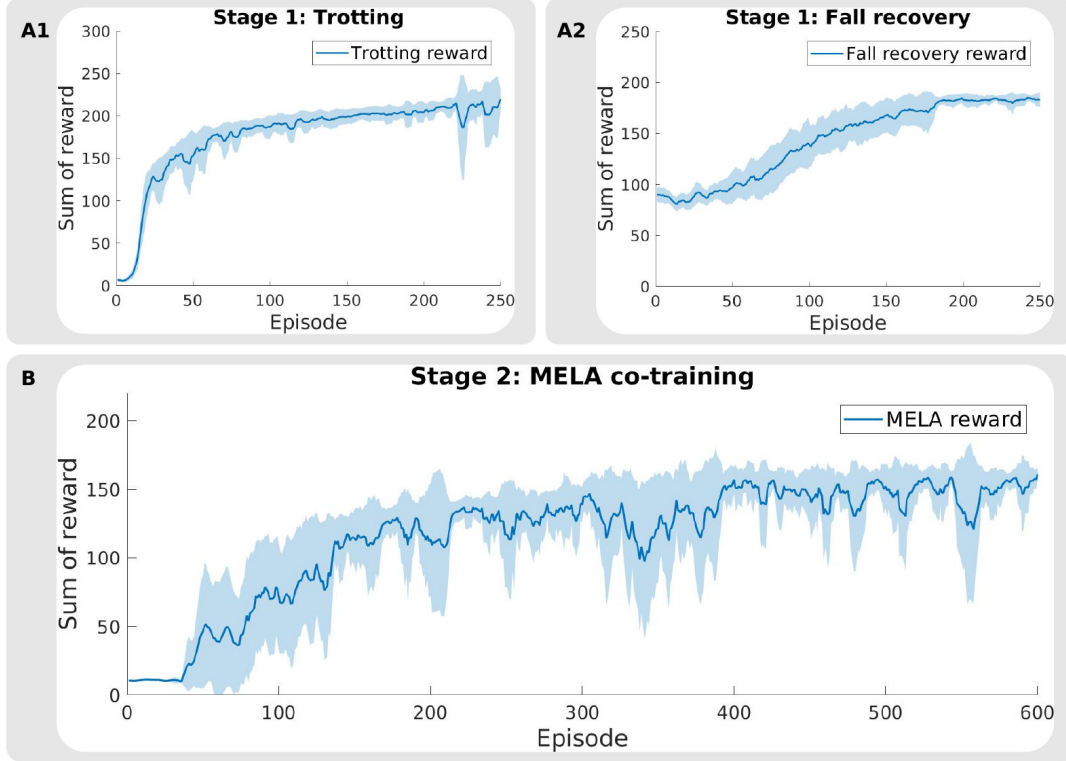 A1
Stage 1: Trotting
300
250
200
150
100
50
0
Sum of reward
Trotting reward
0 50 100 150 200 250
Episode
A2
Stage 1: Fall recovery
250
200
150
100
50
0
Sum of reward
Fall recovery reward
0 50 100 150 200 250
Episode
B
Stage 2: MELA co-training
200
150
100
50
0
Sum of reward
MELA reward
0 100 200 300 400 500 600
Episode